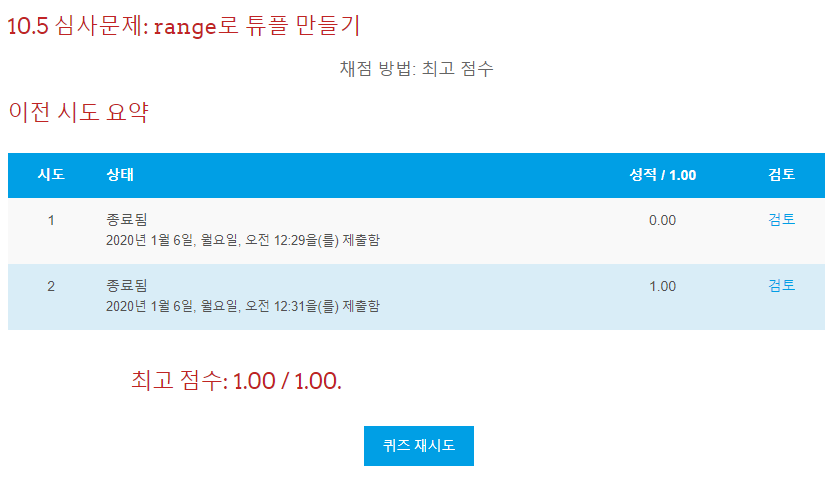 10.5 심사문제: range로 튜플 만들기
채점 방법: 최고 점수
이전 시도 요약
시도 상태 성적 / 1.00 검토
1 종료됨 0.00 검토
2020년 1월 6일, 월요일, 오전 12:29을(를) 제출함
2 종료됨 1.00 검토
2020년 1월 6일, 월요일, 오전 12:31을(를) 제출함
최고 점수: 1.00 / 1.00.
퀴즈 재시도